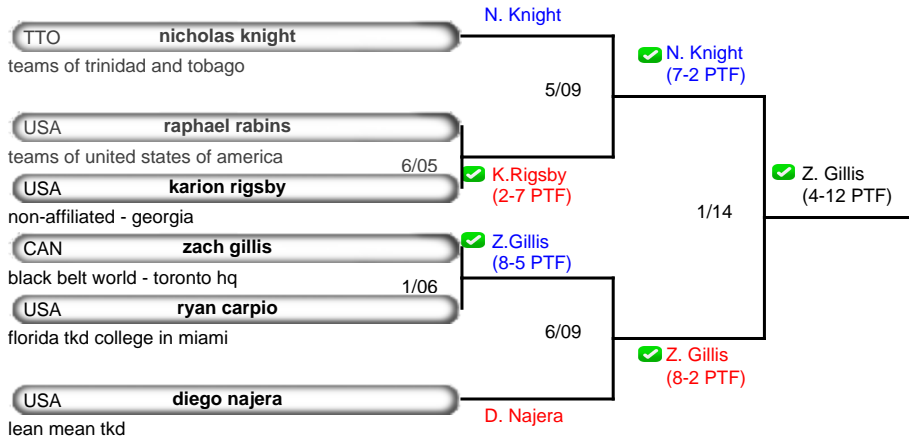 N. Knight
TTO nicholas knight
teams of trinidad and tobago
N. Knight
(7-2 PTF)
5/09
USA raphael rabins
teams of united states of america
6/05
USA karion rigsby
non-affiliated - georgia
K.Rigsby
(2-7 PTF)
Z. Gillis
(4-12 PTF)
1/14
CAN zach gillis
black belt world - toronto hq
Z.Gillis
(8-5 PTF)
1/06
USA ryan carpio
florida tkd college in miami
6/09
Z. Gillis
(8-2 PTF)
USA diego najera
lean mean tkd
D. Najera